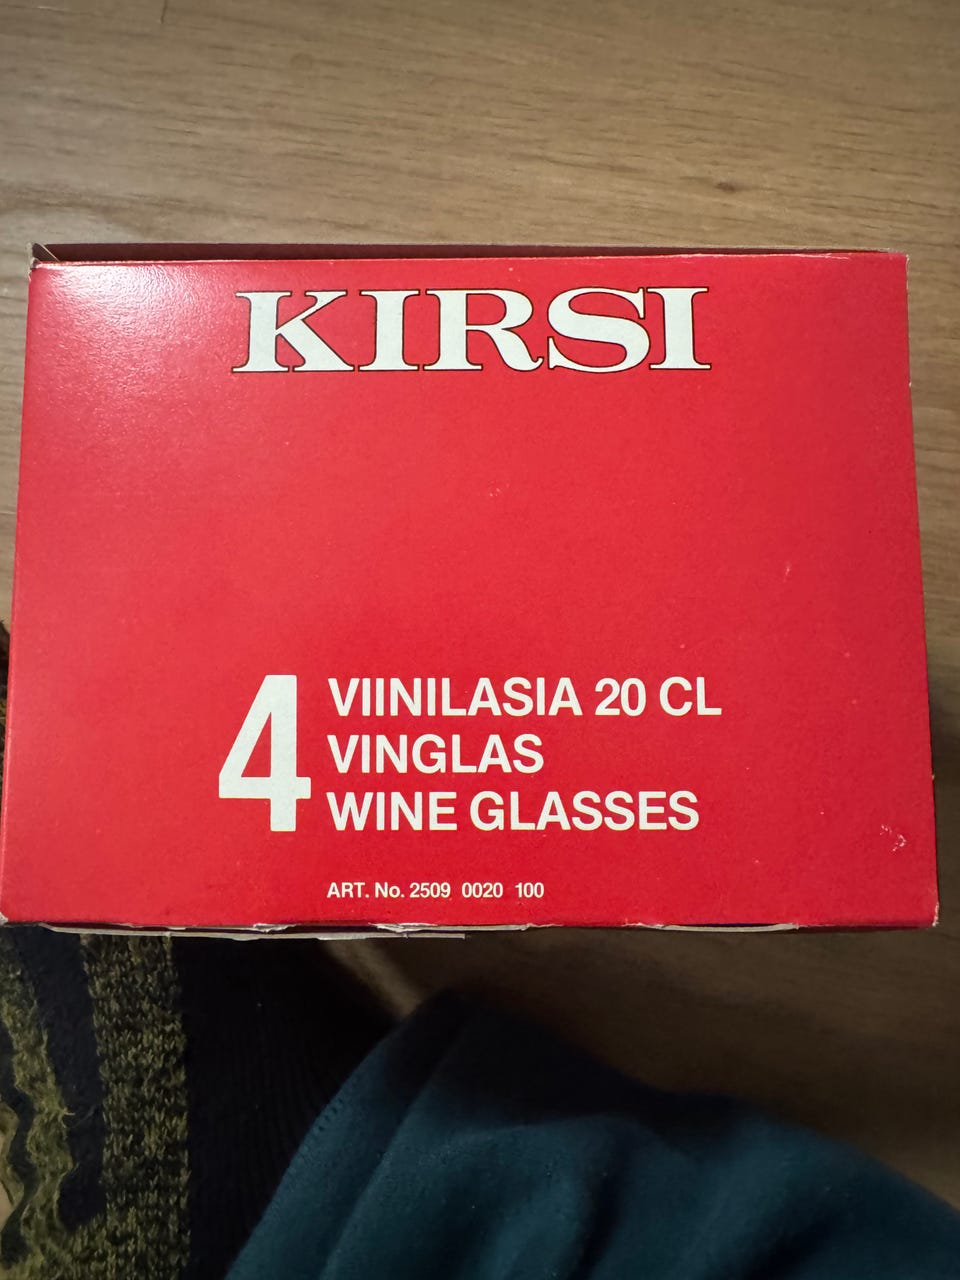 KIRSI
4
VIINILASIA 20 CL
VINGLAS
WINE GLASSES
ART. No. 2509 0020 100